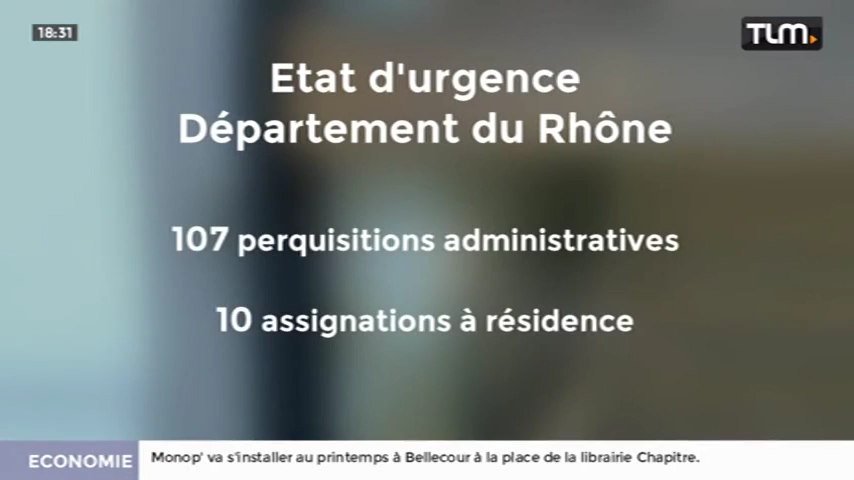 18:31
TLM
Etat d'urgence
Département du Rhône
107 perquisitions administratives
10 assignations à résidence
ECONOMIE
Monop' va s'installer au printemps à Bellecour à la place de la librairie Chapitre.